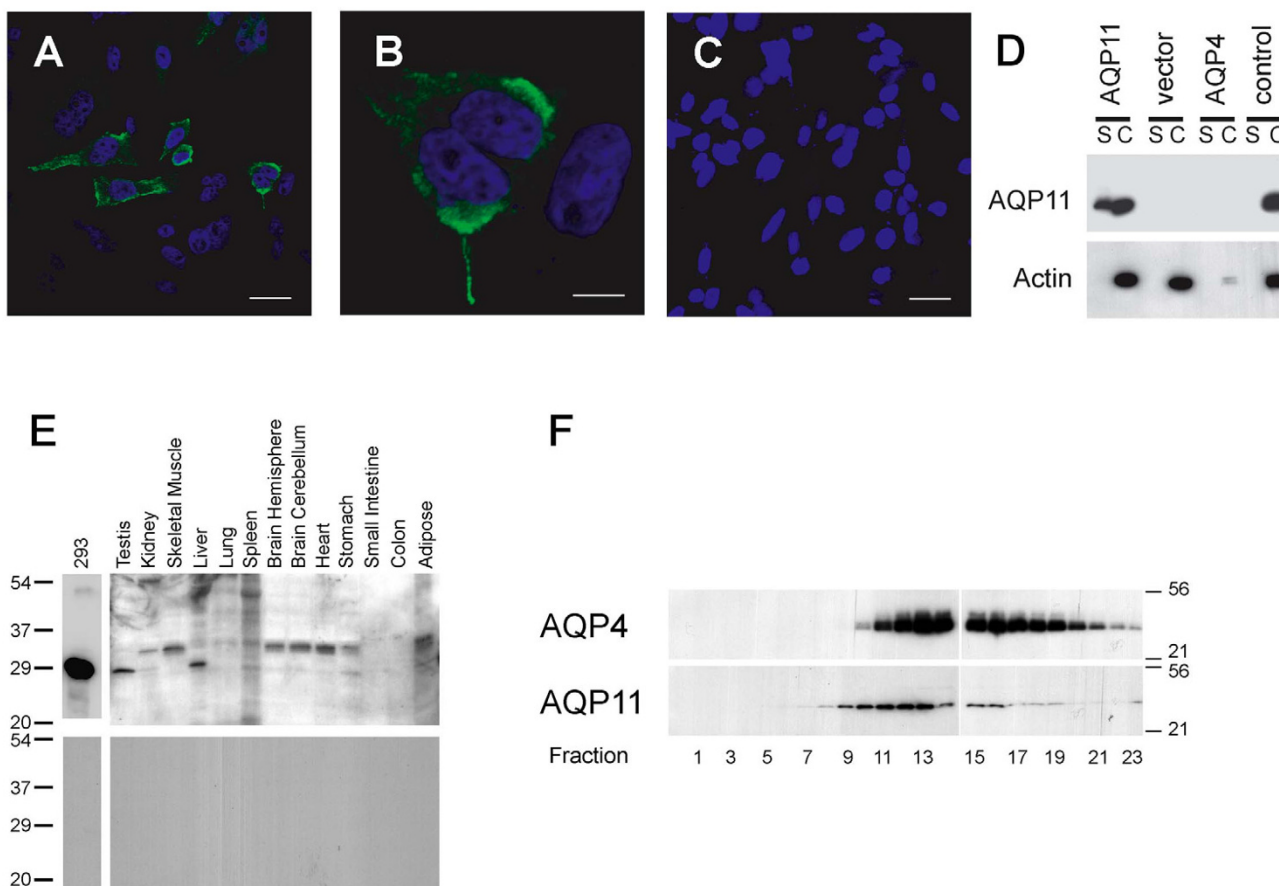 A
B
C
D
AQP11
vector
AQP4
control
S C S C S C S C
AQP11
Actin
E
293
Testis
Kidney
Skeletal Muscle
Liver
Lung
Spleen
Brain Hemisphere
Brain Cerebellum
Heart
Stomach
Small Intestine
Colon
Adipose
54
37
29
20
54
37
29
20
F
AQP4
56
21
AQP11
56
21
Fraction 1 3 5 7 9 11 13 15 17 19 21 23